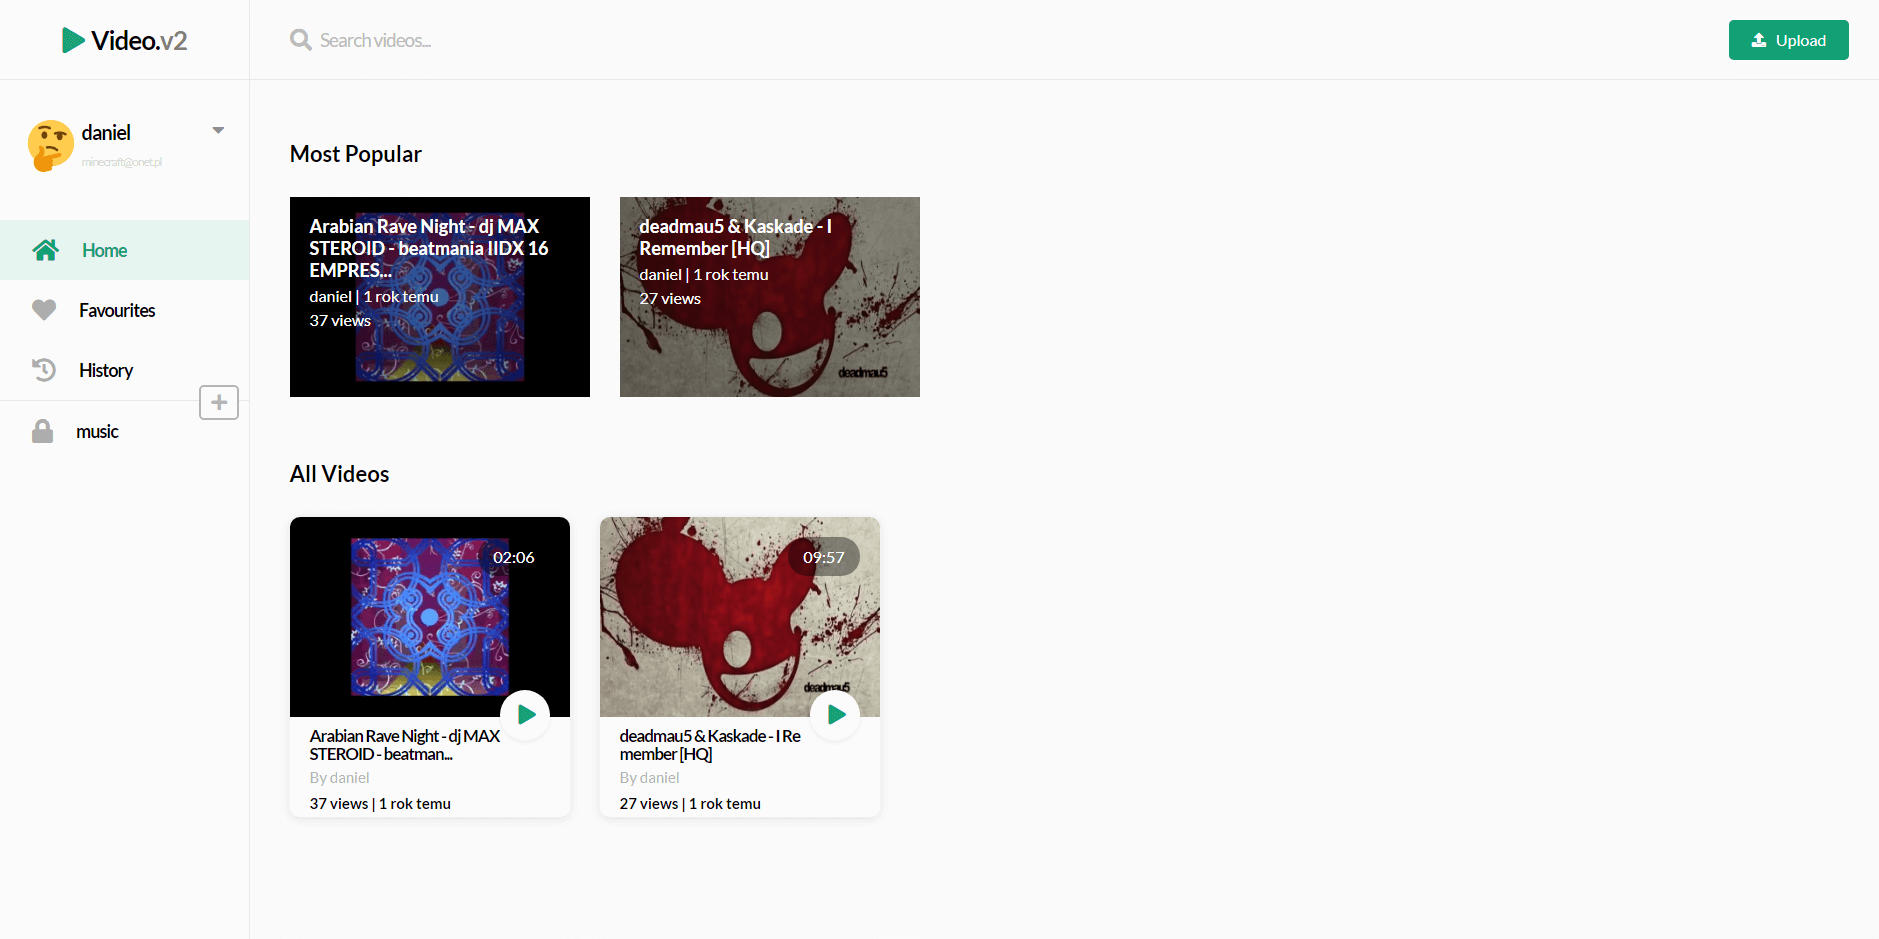 Video.v2
Search videos...
Upload
daniel
minecraft@onet.pl
Home
Favourites
History
music
Most Popular
Arabian Rave Night - dj MAX
STEROID - beatmania IIDX 16
EMPRES...
daniel | 1 rok temu
37 views
deadmau5 & Kaskade - I
Remember [HQ]
daniel | 1 rok temu
27 views
deadmau5
All Videos
02:06
Arabian Rave Night - dj MAX
STEROID - beatman...
By daniel
37 views | 1 rok temu
09:57
deadmau5
deadmau5 & Kaskade - I Re
member [HQ]
By daniel
27 views | 1 rok temu